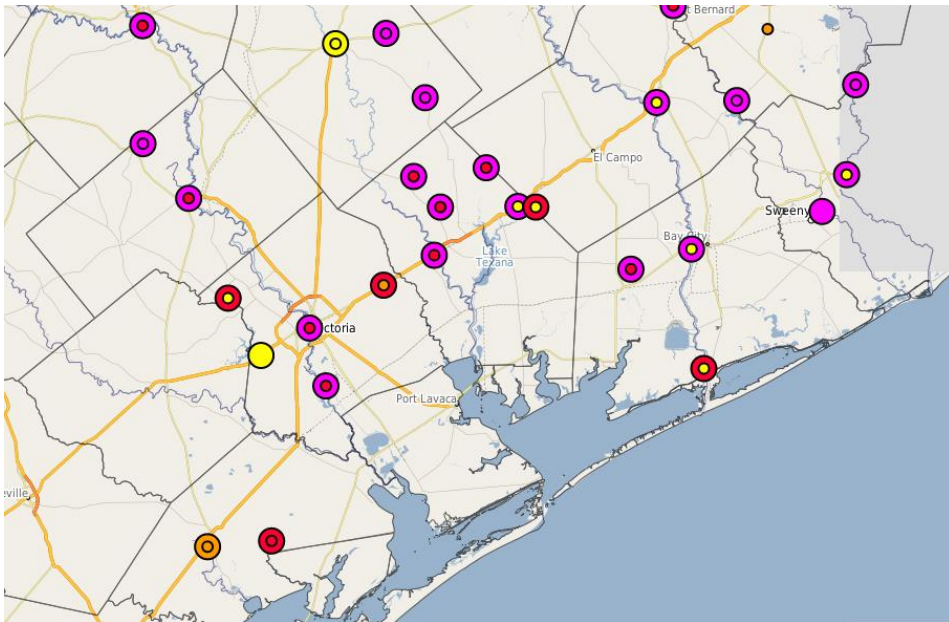 t Bernard
El Campo
Sweeny
Bay City
Lake
Texana
ctoria
Port Lavaca
eville